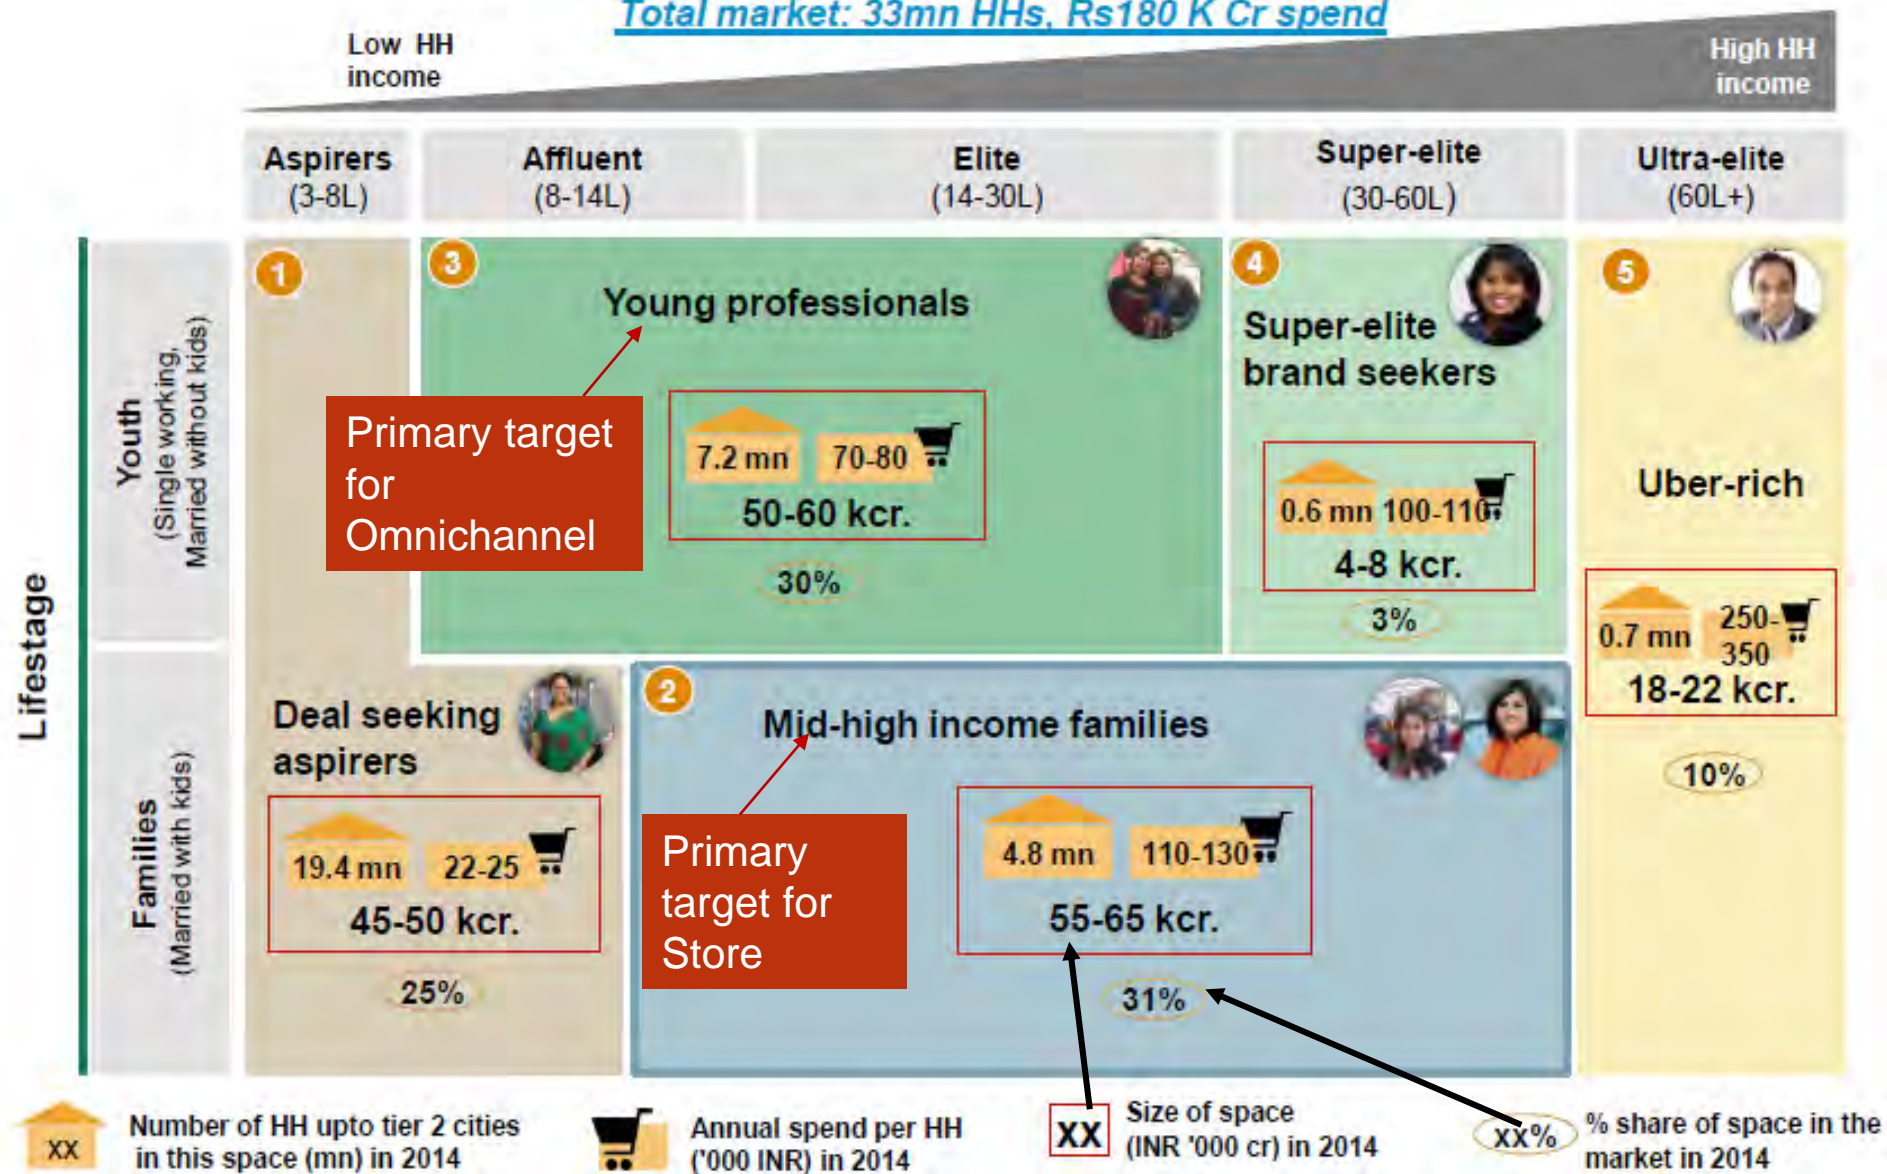 Total market: 33mn HHs, Rs180 K Cr spend
Low HH
income
High HH
income
Aspirers
(3-8L)
Affluent
(8-14L)
Elite
(14-30L)
Super-elite
(30-60L)
Ultra-elite
(60L+)
Lifestage
Youth
(Single working,
Married without kids)
Families
(Married with kids)
1
3
Young professionals
Primary target
for
Omnichannel
7.2 mn
70-80
50-60 kcr.
30%
4
Super-elite
brand seekers
0.6 mn
100-110
4-8 kcr.
3%
5
Uber-rich
0.7 mn
250-
350
18-22 kcr.
10%
Deal seeking
aspirers
19.4 mn
22-25
45-50 kcr.
25%
2
Mid-high income families
Primary
target for
Store
4.8 mn
110-130
55-65 kcr.
31%
xx
Number of HH upto tier 2 cities
in this space (mn) in 2014
Annual spend per HH
('000 INR) in 2014
XX
Size of space
(INR '000 cr) in 2014
xx%
% share of space in the
market in 2014